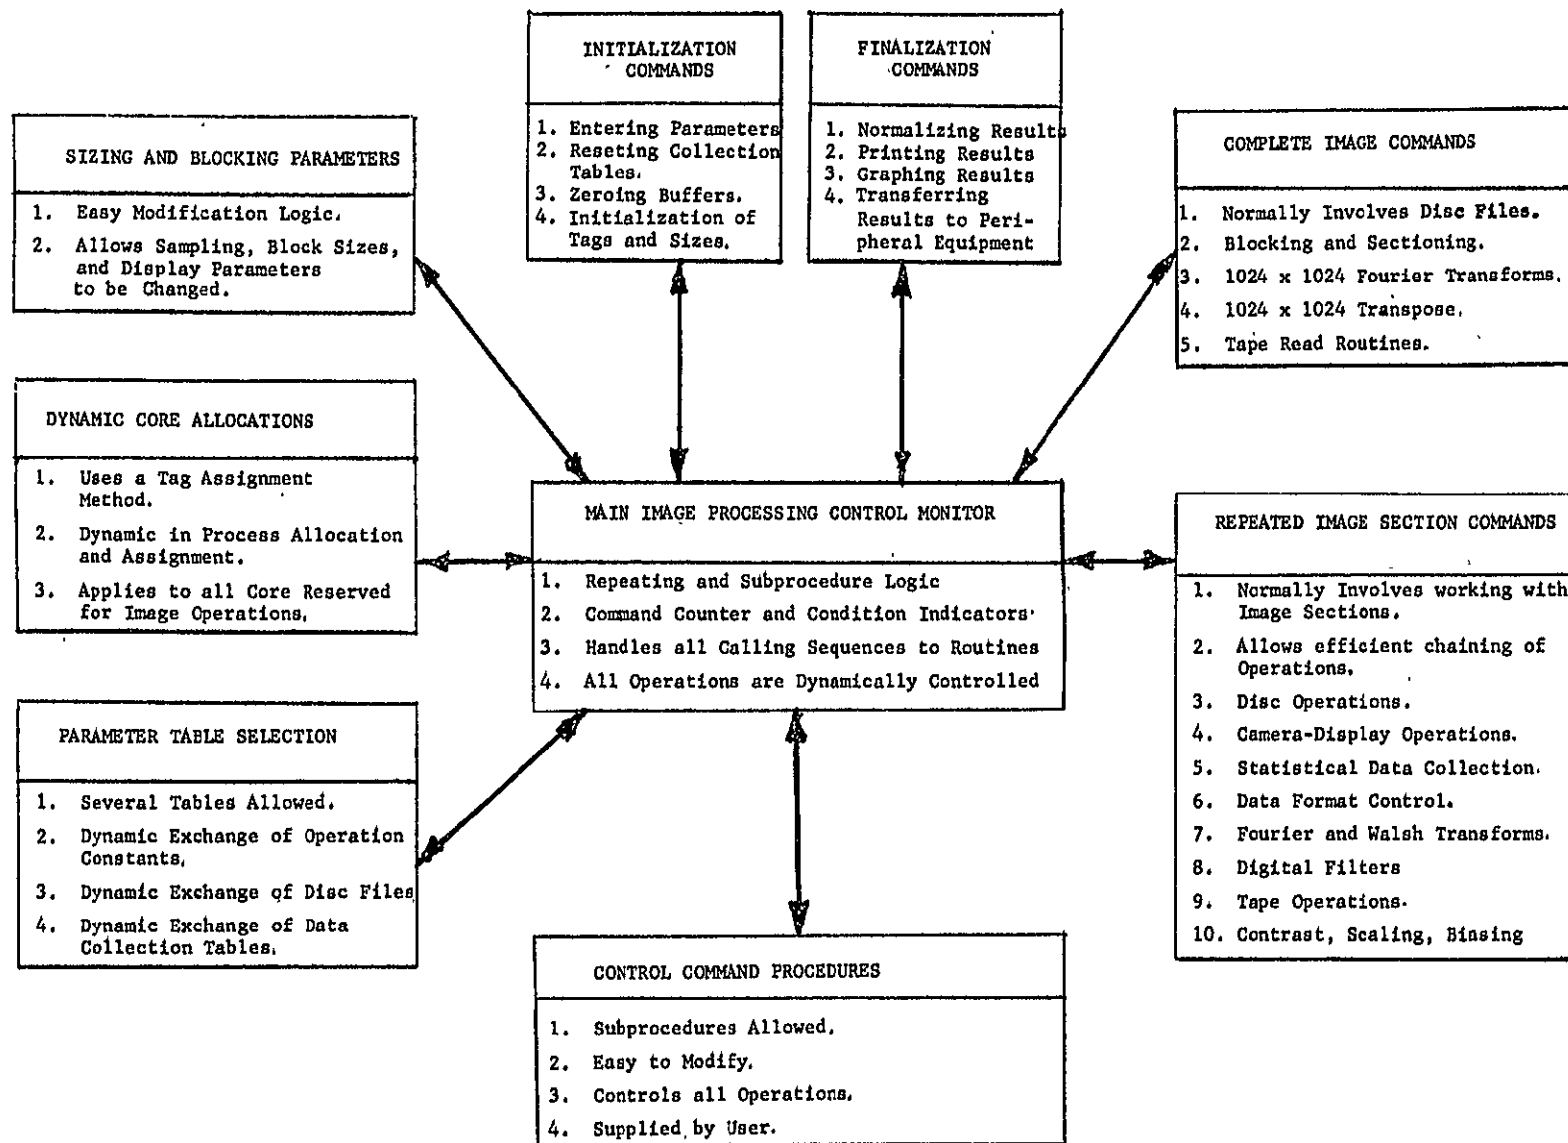 INITIALIZATION
COMMANDS
1. Entering Parameters
2. Reseting Collection
Tables.
3. Zeroing Buffers.
4. Initialization of
Tags and Sizes.
FINALIZATION
COMMANDS
1. Normalizing Results
2. Printing Results
3. Graphing Results
4. Transferring
Results to Peri-
pheral Equipment
SIZING AND BLOCKING PARAMETERS
1. Easy Modification Logic.
2. Allows Sampling, Block Sizes,
and Display Parameters
to be Changed.
COMPLETE IMAGE COMMANDS
1. Normally Involves Disc Files.
2. Blocking and Sectioning.
3. 1024 x 1024 Fourier Transforms.
4. 1024 x 1024 Transpose.
5. Tape Read Routines.
DYNAMIC CORE ALLOCATIONS
1. Uses a Tag Assignment
Method.
2. Dynamic in Process Allocation
and Assignment.
3. Applies to all Core Reserved
for Image Operations.
MAIN IMAGE PROCESSING CONTROL MONITOR
1. Repeating and Subprocedure Logic
2. Command Counter and Condition Indicators
3. Handles all Calling Sequences to Routines
4. All Operations are Dynamically Controlled
REPEATED IMAGE SECTION COMMANDS
1. Normally Involves working with
Image Sections.
2. Allows efficient chaining of
Operations.
3. Disc Operations.
4. Camera-Display Operations.
5. Statistical Data Collection.
6. Data Format Control.
7. Fourier and Walsh Transforms.
8. Digital Filters
9. Tape Operations.
10. Contrast, Scaling, Biasing
PARAMETER TABLE SELECTION
1. Several Tables Allowed.
2. Dynamic Exchange of Operation
Constants.
3. Dynamic Exchange of Disc Files
4. Dynamic Exchange of Data
Collection Tables.
CONTROL COMMAND PROCEDURES
1. Subprocedures Allowed.
2. Easy to Modify.
3. Controls all Operations.
4. Supplied by User.